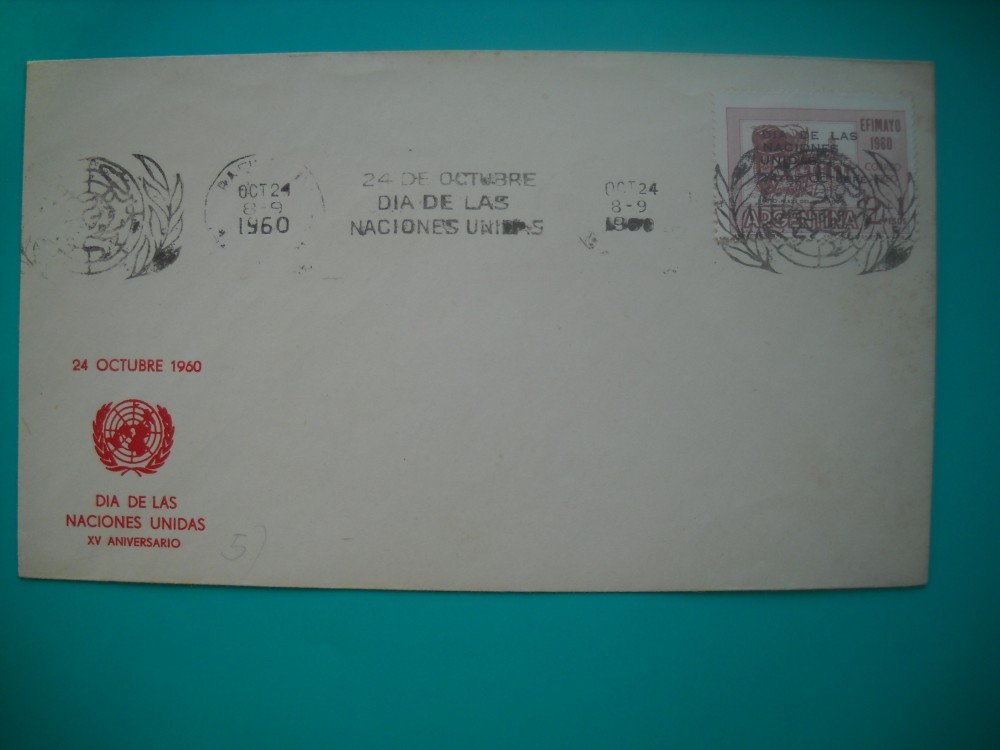 OCT 24
8-9
1960
24 DE OCTUBRE
DIA DE LAS
NACIONES UNIDAS
OCT 24
8-9
EFIMAYO
1960
DIA DE LAS
NACIONES
ARGENTINA
24 OCTUBRE 1960
DIA DE LAS
NACIONES UNIDAS
XV ANIVERSARIO
5)